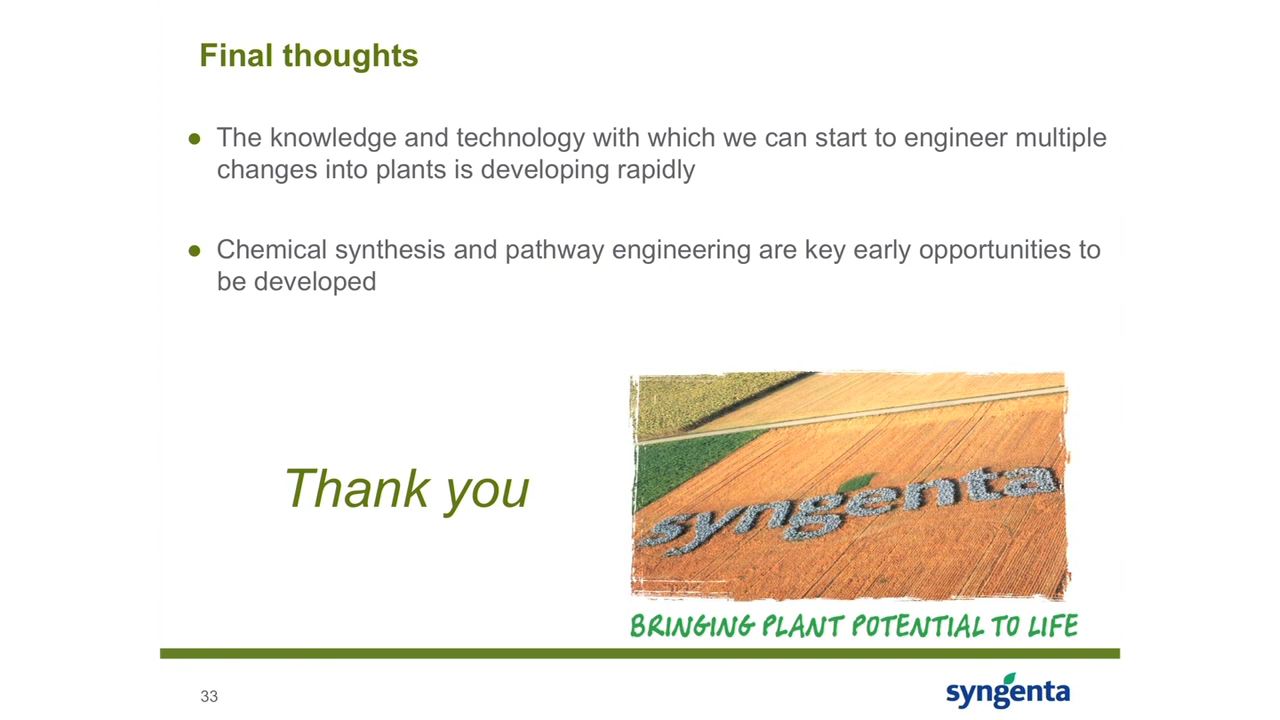 Final thoughts
● The knowledge and technology with which we can start to engineer multiple
changes into plants is developing rapidly
● Chemical synthesis and pathway engineering are key early opportunities to
be developed
Thank you
syngenta
BRINGING PLANT POTENTIAL TO LIFE
33
syngenta